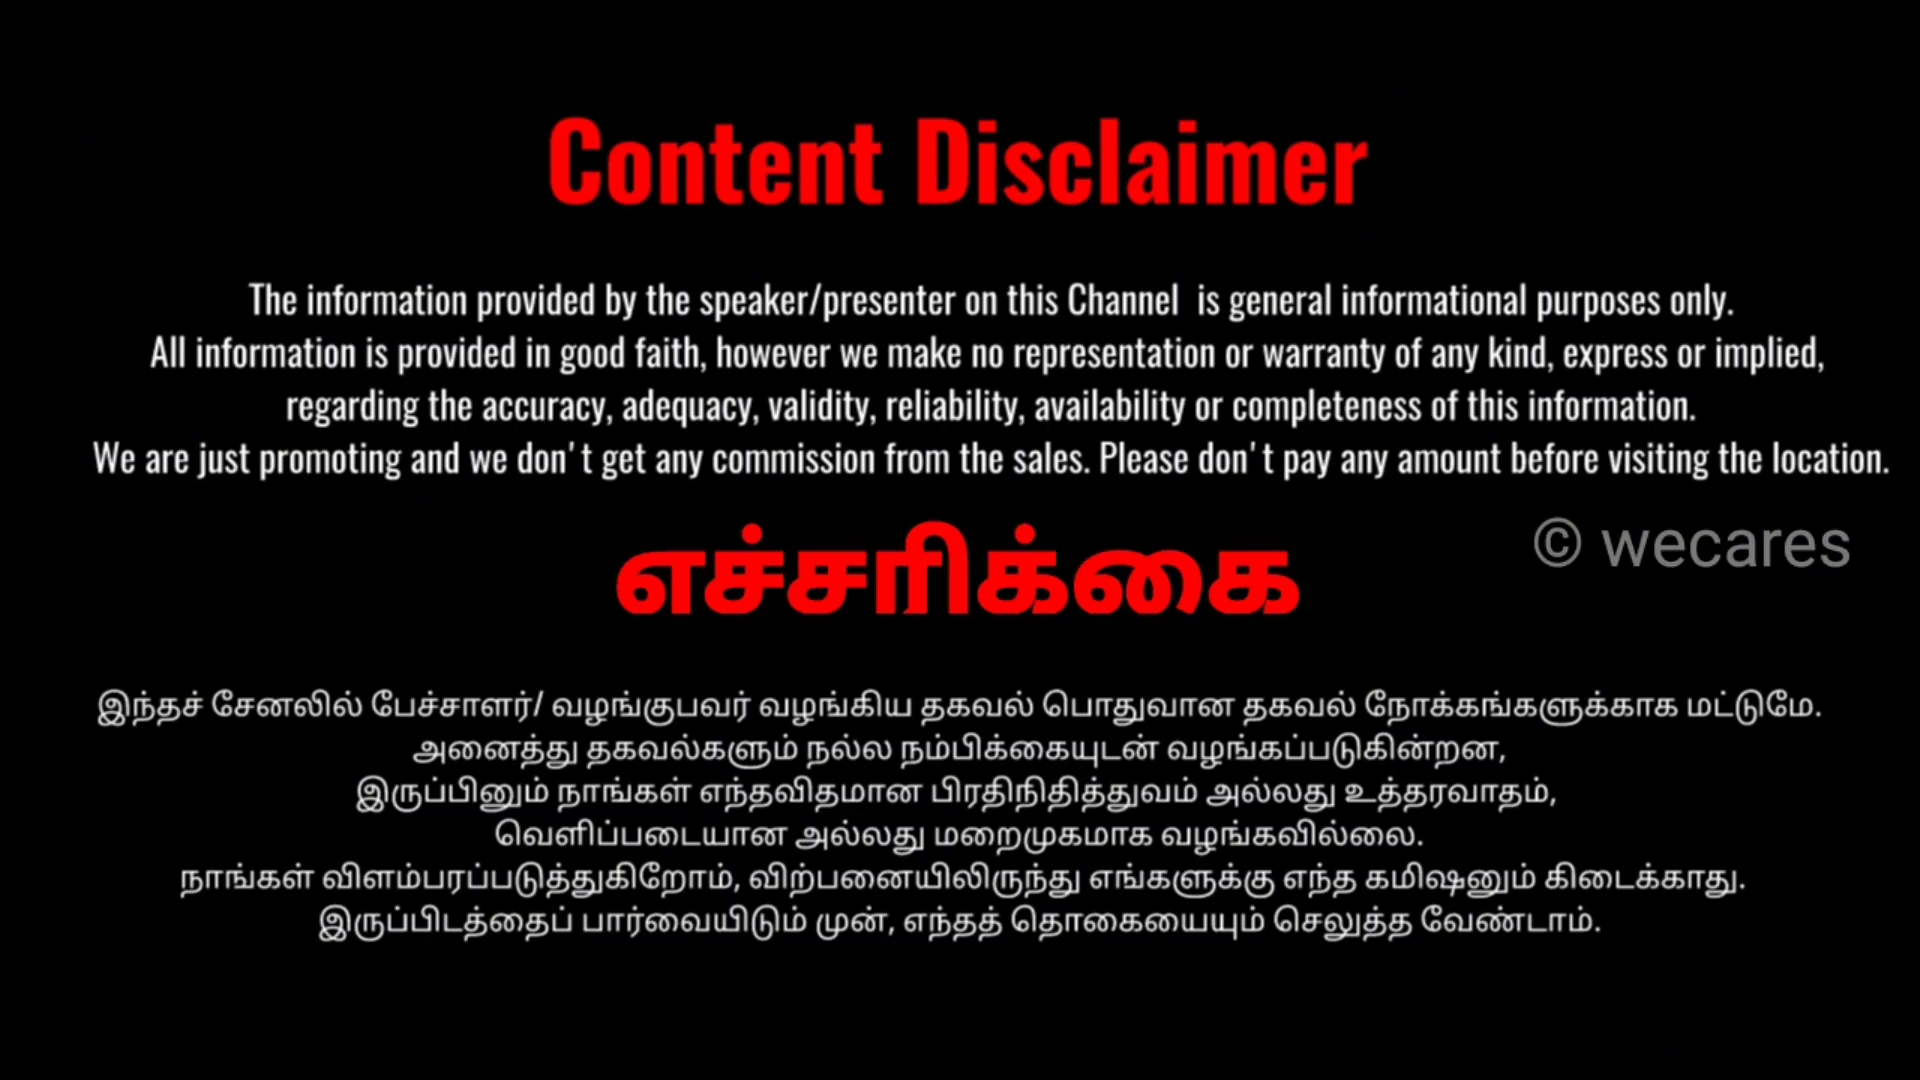 Content Disclaimer
The information provided by the speaker/presenter on this Channel is general informational purposes only.
All information is provided in good faith, however we make no representation or warranty of any kind, express or implied,
regarding the accuracy, adequacy, validity, reliability, availability or completeness of this information.
We are just promoting and we don't get any commission from the sales. Please don't pay any amount before visiting the location.
© wecares
எச்சரிக்கை
இந்தச் சேனலில் பேச்சாளர்/ வழங்குபவர் வழங்கிய தகவல் பொதுவான தகவல் நோக்கங்களுக்காக மட்டுமே.
அனைத்து தகவல்களும் நல்ல நம்பிக்கையுடன் வழங்கப்படுகின்றன,
இருப்பினும் நாங்கள் எந்தவிதமான பிரதிநிதித்துவம் அல்லது உத்தரவாதம்,
வெளிப்படையான அல்லது மறைமுகமாக வழங்கவில்லை.
நாங்கள் விளம்பரப்படுத்துகிறோம், விற்பனையிலிருந்து எங்களுக்கு எந்த கமிஷனும் கிடைக்காது.
இருப்பிடத்தைப் பார்வையிடும் முன், எந்தத் தொகையையும் செலுத்த வேண்டாம்.